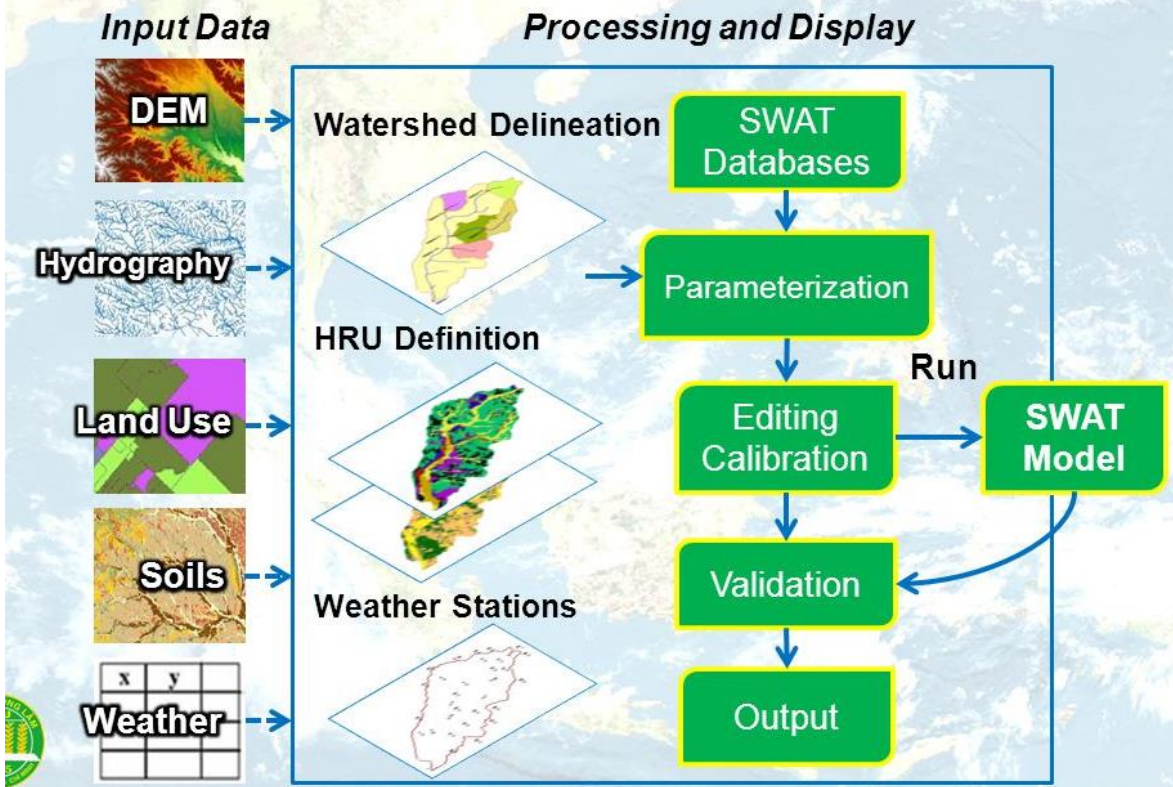 Input Data
Processing and Display
DEM
Watershed Delineation
SWAT
Databases
Hydrography
Parameterization
HRU Definition
Run
Land Use
Editing
Calibration
SWAT
Model
Soils
Validation
Weather Stations
x y
Weather
Output